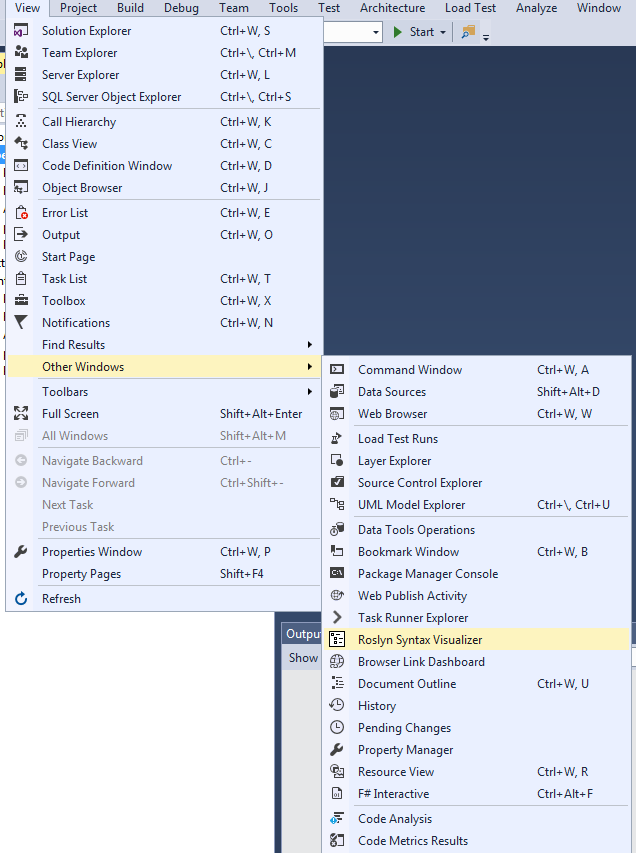 View Project Build Debug Team Tools Test Architecture Load Test Analyze Window
Start
Solution Explorer Ctrl+W, S
Team Explorer Ctrl+\, Ctrl+M
Server Explorer Ctrl+W, L
SQL Server Object Explorer Ctrl+\, Ctrl+S
Call Hierarchy Ctrl+W, K
Class View Ctrl+W, C
Code Definition Window Ctrl+W, D
Object Browser Ctrl+W, J
Error List Ctrl+W, E
Output Ctrl+W, O
Start Page
Task List Ctrl+W, T
Toolbox Ctrl+W, X
Notifications Ctrl+W, N
Find Results
Other Windows
Toolbars
Full Screen Shift+Alt+Enter
All Windows Shift+Alt+M
Navigate Backward Ctrl+-
Navigate Forward Ctrl+Shift+-
Next Task
Previous Task
Properties Window Ctrl+W, P
Property Pages Shift+F4
Refresh
Command Window Ctrl+W, A
Data Sources Shift+Alt+D
Web Browser Ctrl+W, W
Load Test Runs
Layer Explorer
Source Control Explorer
UML Model Explorer Ctrl+\, Ctrl+U
Data Tools Operations
Bookmark Window Ctrl+W, B
Package Manager Console
Web Publish Activity
Task Runner Explorer
Roslyn Syntax Visualizer
Browser Link Dashboard
Document Outline Ctrl+W, U
History
Pending Changes
Property Manager
Resource View Ctrl+W, R
F# Interactive Ctrl+Alt+F
Code Analysis
Code Metrics Results
Outpu
Show